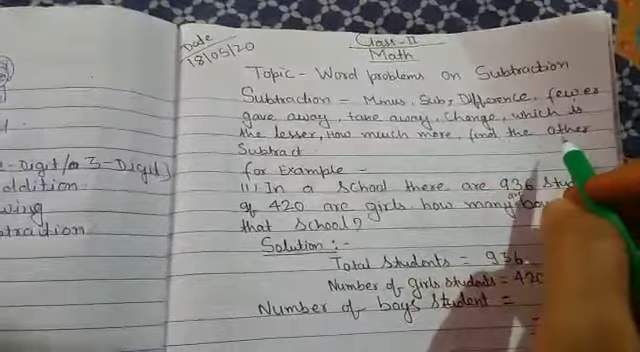 Date
18/05/20
Class-II
Math
Topic - Word problems on Subtraction
Subtraction - Minus, Sub, Difference, fewer
gave away, take away, Change, which is
the lesser, How much more, find the other
Subtract
for Example -
(1) In a School there are 936
of 420 are girls how many are boy
that School?
Solution :-
Total Students = 936
Number of girls students = 420
Number of boys Student =
=
-Digit/a 3-Digit]
addition
wing
traction